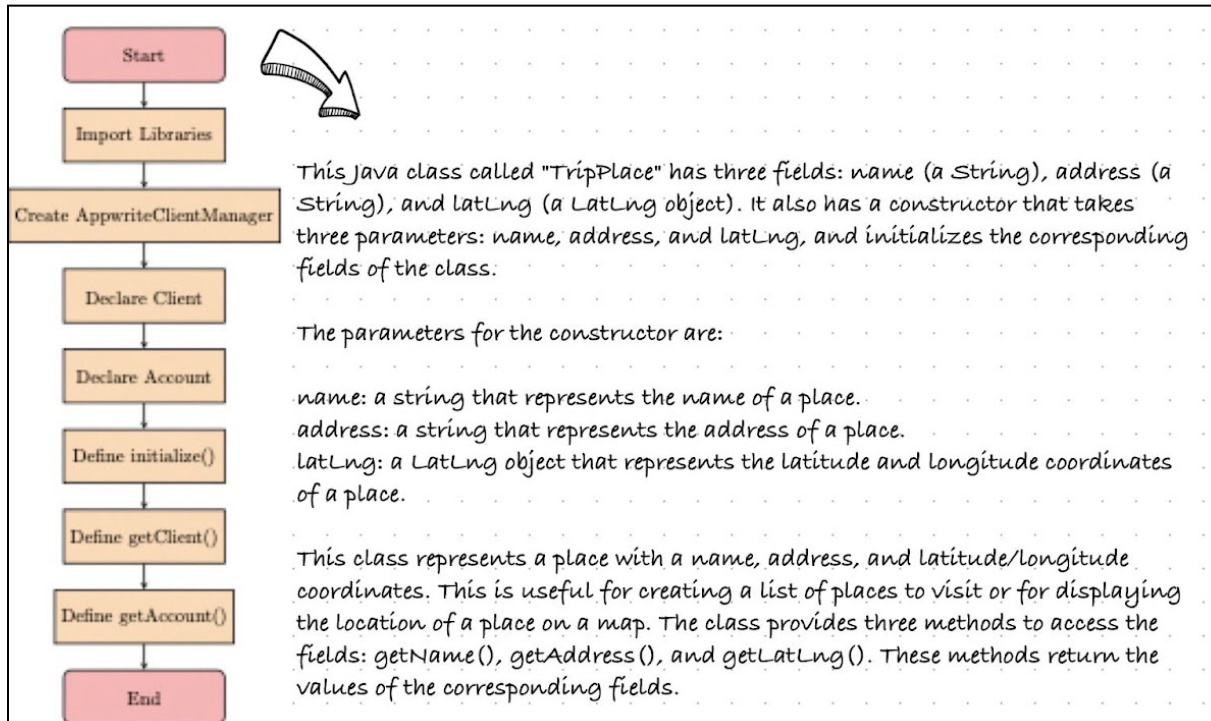 Start
Import Libraries
Create AppwriteClientManager
Declare Client
Declare Account
Define initialize()
Define getClient()
Define getAccount()
End
This Java class called "TripPlace" has three fields: name (a String), address (a
String), and latLng (a LatLng object). It also has a constructor that takes
three parameters: name, address, and latLng, and initializes the corresponding
fields of the class.
The parameters for the constructor are:
name: a string that represents the name of a place.
address: a string that represents the address of a place.
latLng: a LatLng object that represents the latitude and longitude coordinates
of a place.
This class represents a place with a name, address, and latitude/longitude
coordinates. This is useful for creating a list of places to visit or for displaying
the location of a place on a map. The class provides three methods to access the
fields: getName(), getAddress(), and getLatLng(). These methods return the
values of the corresponding fields.